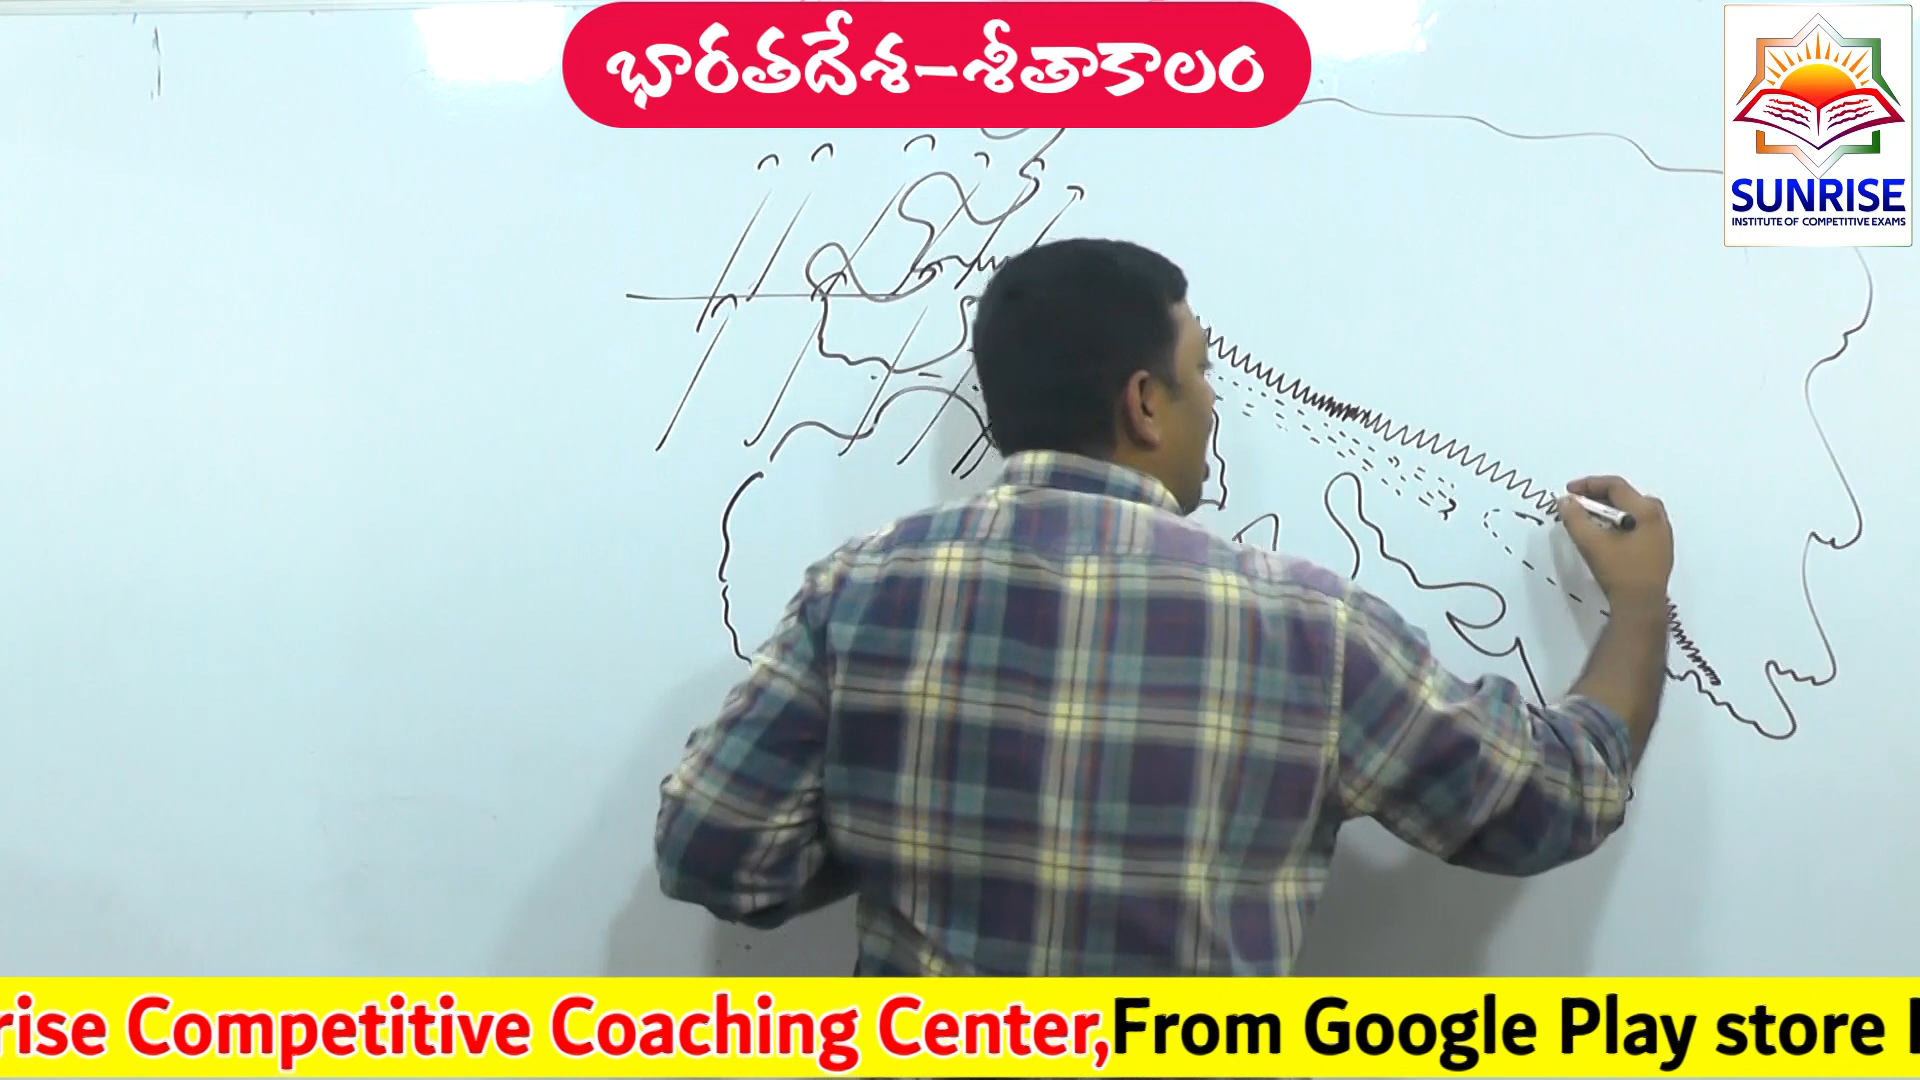 భారతదేశ-శీతాకాలం
SUNRISE
INSTITUTE OF COMPETITIVE EXAMS
rise Competitive Coaching Center,From Google Play store